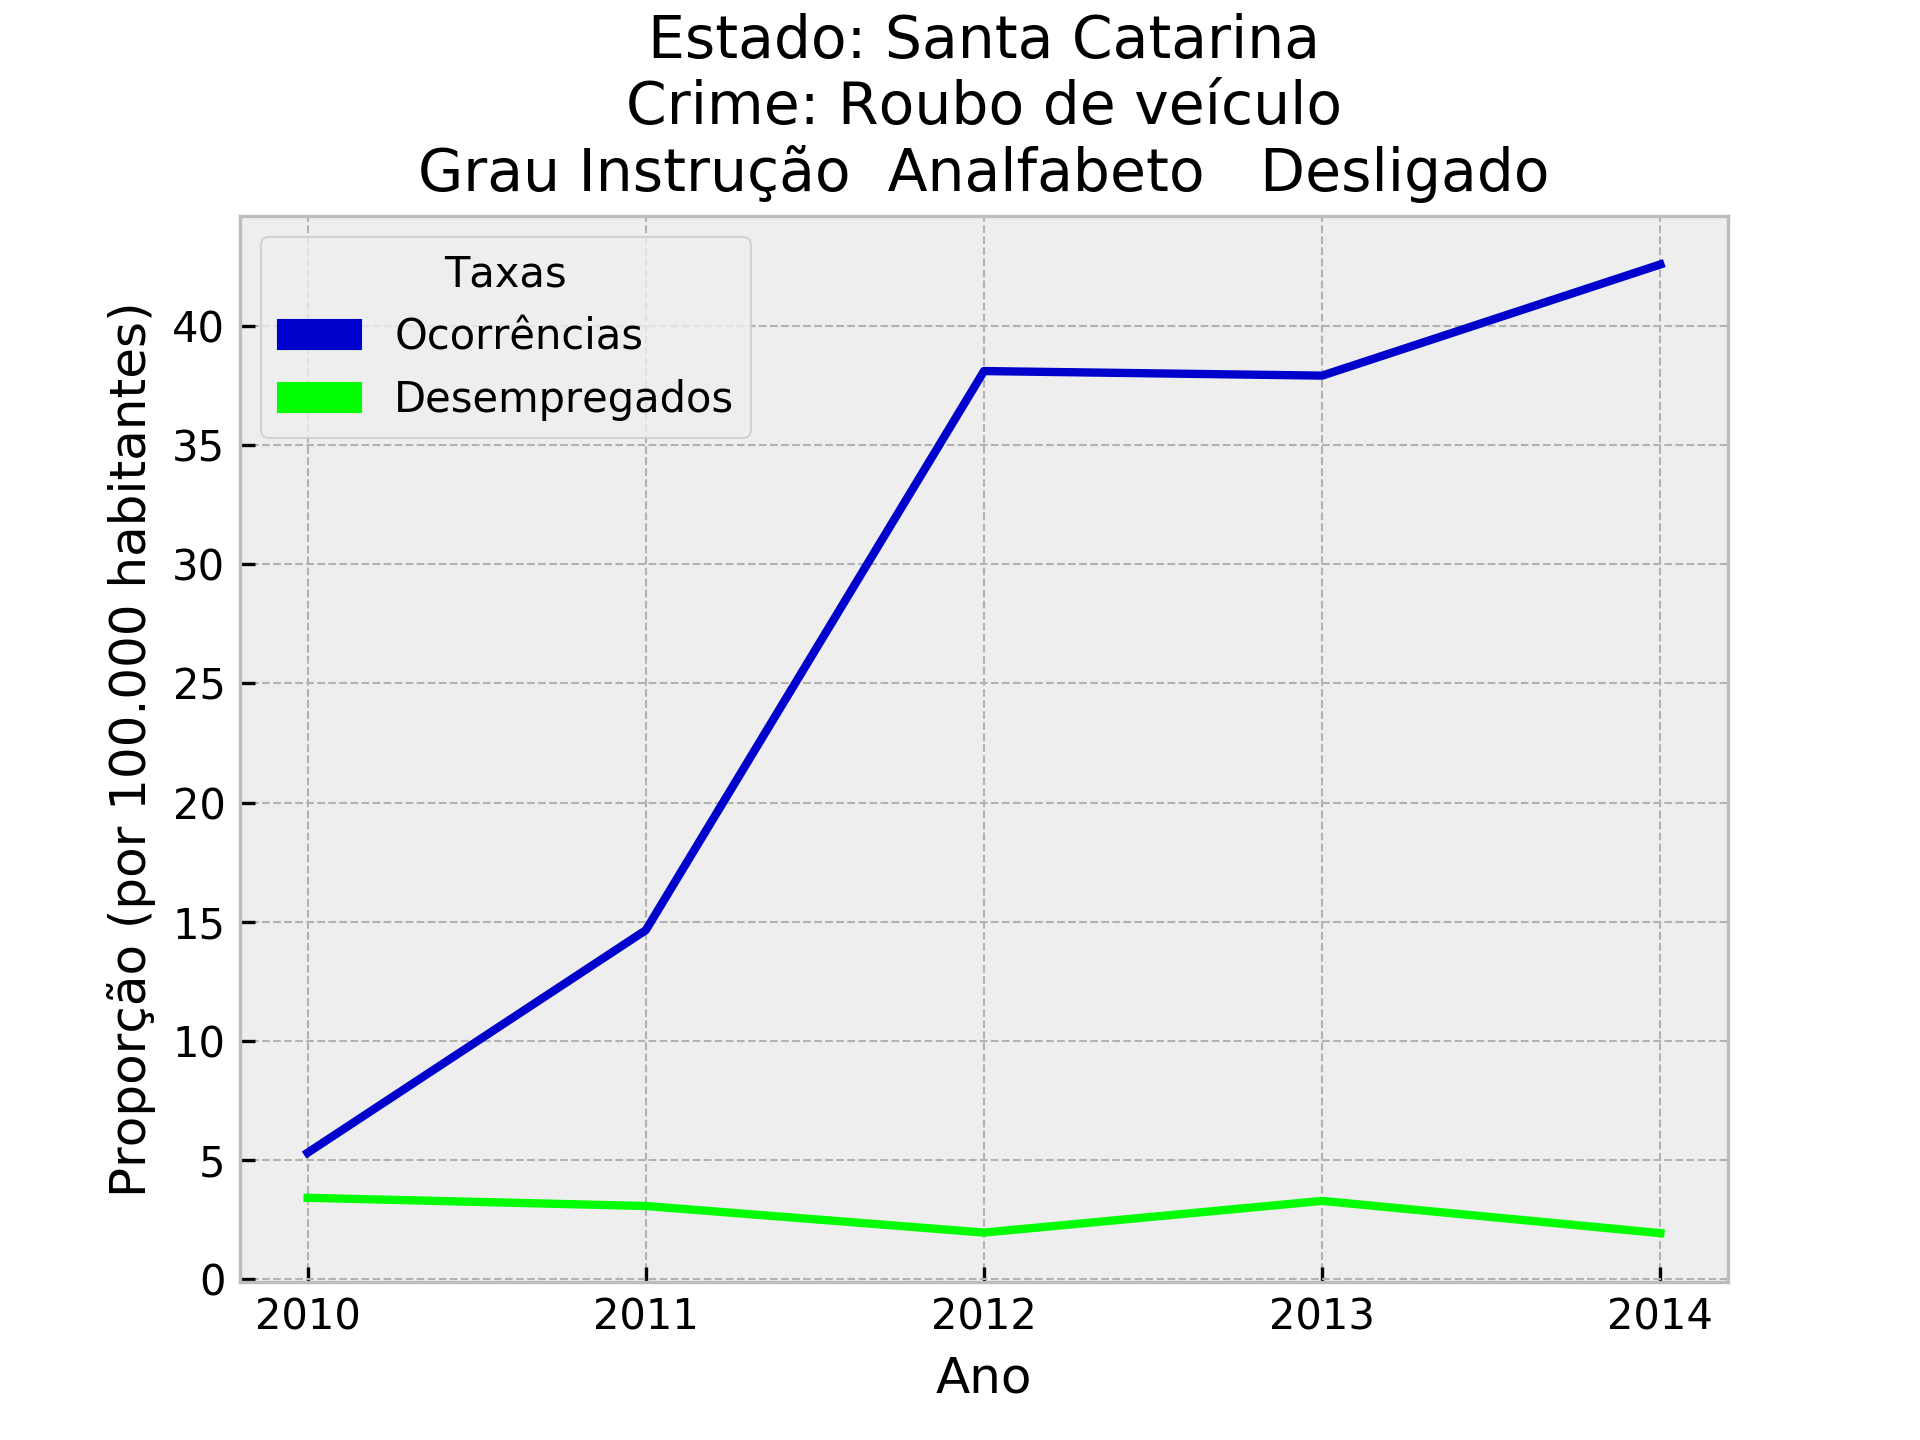 Estado: Santa Catarina
Crime: Roubo de veículo
Grau Instrução  Analfabeto   Desligado
Taxas
Ocorrências
Desempregados
Proporção (por 100.000 habitantes)
40
35
30
25
20
15
10
5
0
2010
2011
2012
2013
2014
Ano